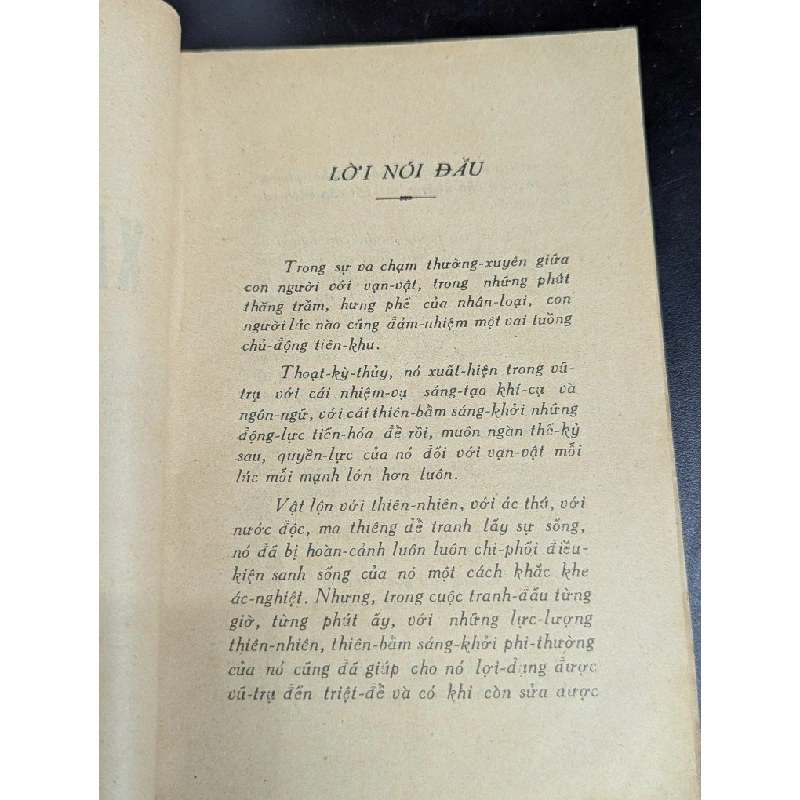 LỜI NÓI ĐẦU
Trong sự va chạm thường-xuyên giữa
con người với vạn-vật, trong những phút
thăng trầm, hưng phế của nhân-loại, con
người lúc nào cũng đảm-nhiệm một vai tuồng
chủ-động tiên-khu.
Thoạt-kỳ-thủy, nó xuất-hiện trong vũ-
trụ với cái nhiệm-vụ sáng-tạo khí-cụ và
ngôn-ngữ, với cái thiên-bẩm sáng-khởi những
động-lực tiến-hóa để rồi, muôn ngàn thế-kỷ
sau, quyền-lực của nó đối với vạn-vật mỗi
lúc mỗi mạnh lớn hơn luôn.
Vật lộn với thiên-nhiên, với ác thú, với
nước độc, ma thiêng để tranh lấy sự sống,
nó đã bị hoàn-cảnh luôn luôn chi-phối điều-
kiện sanh sống của nó một cách khắc khe
ác-nghiệt. Nhưng, trong cuộc tranh-đấu từng
giờ, từng phút ấy, với những lực-lượng
thiên-nhiên, thiên-bẩm sáng-khởi phi-thường
của nó cũng đã giúp cho nó lợi-dụng được
vũ-trụ đến triệt-để và có khi còn sửa được